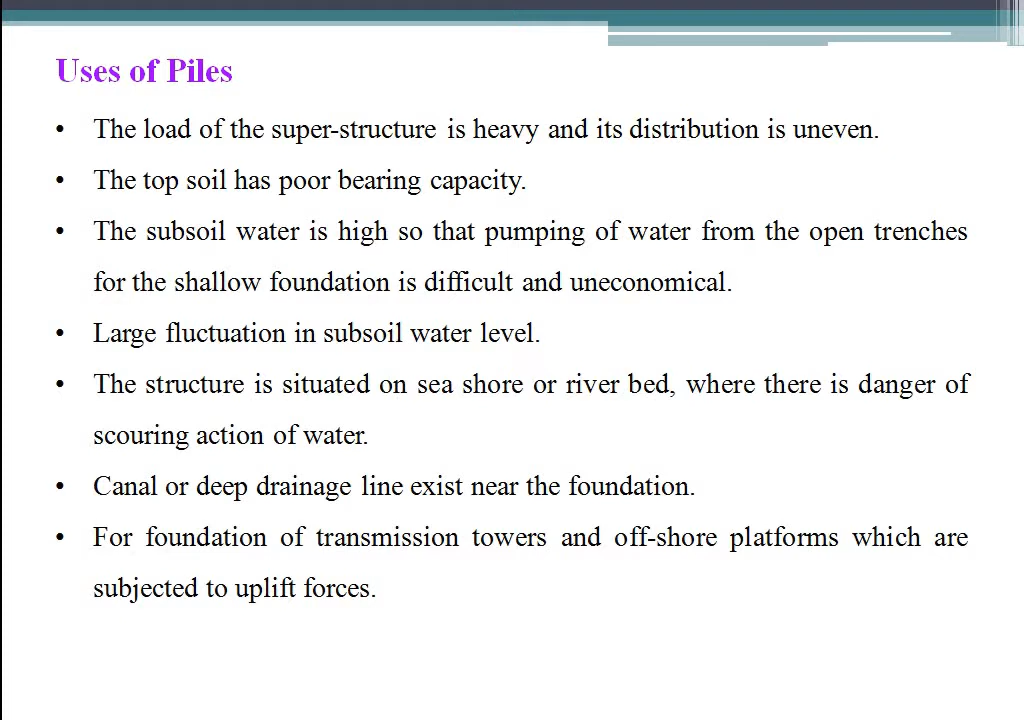 Uses of Piles
• The load of the super-structure is heavy and its distribution is uneven.
• The top soil has poor bearing capacity.
• The subsoil water is high so that pumping of water from the open trenches
for the shallow foundation is difficult and uneconomical.
• Large fluctuation in subsoil water level.
• The structure is situated on sea shore or river bed, where there is danger of
scouring action of water.
• Canal or deep drainage line exist near the foundation.
• For foundation of transmission towers and off-shore platforms which are
subjected to uplift forces.